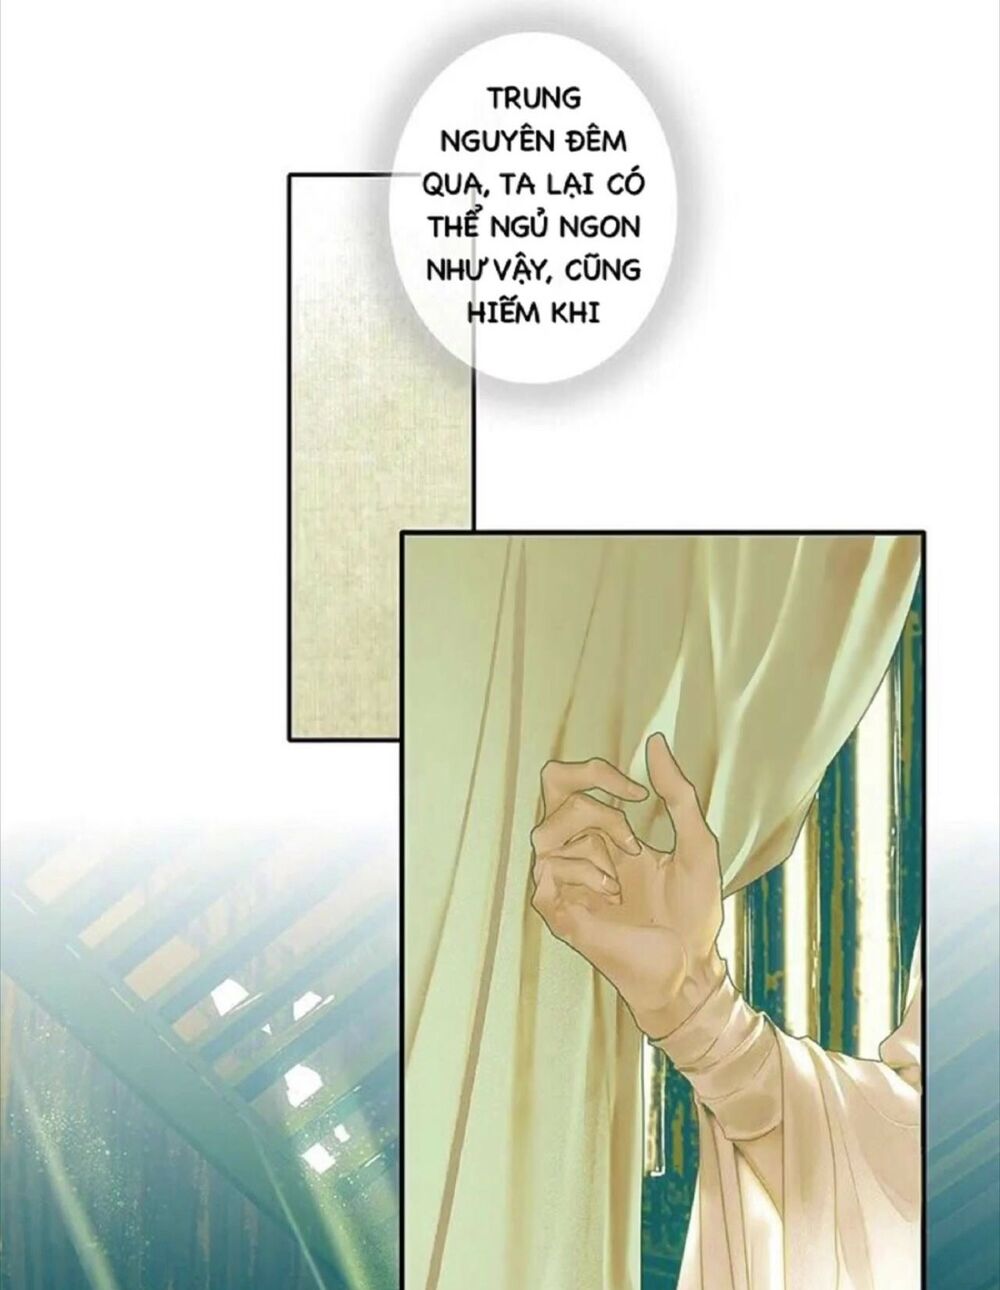 TRUNG
NGUYÊN ĐÊM
QUA, TA LẠI CÓ
THỂ NGỦ NGON
NHƯ VẬY, CŨNG
HIẾM KHI